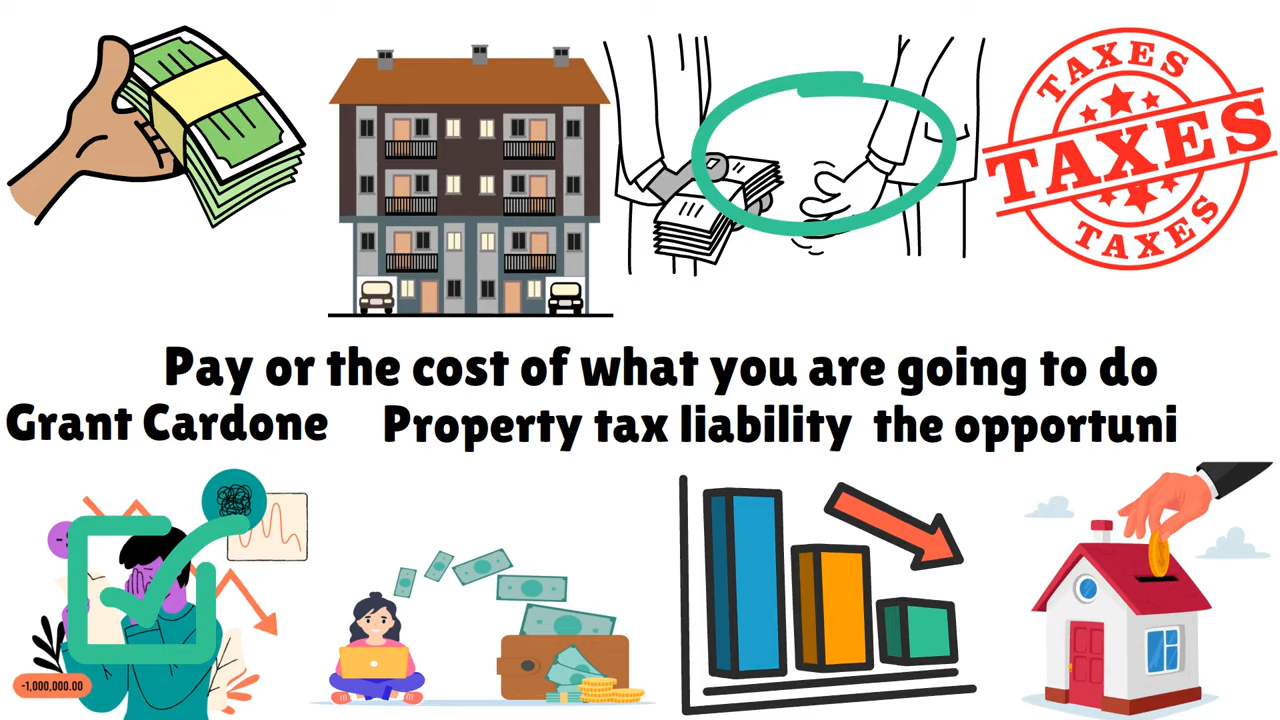 TAXES
TAXES
TAXES
Pay or the cost of what you are going to do
Grant Cardone
Property tax liability the opportuni
-1,000,000.00